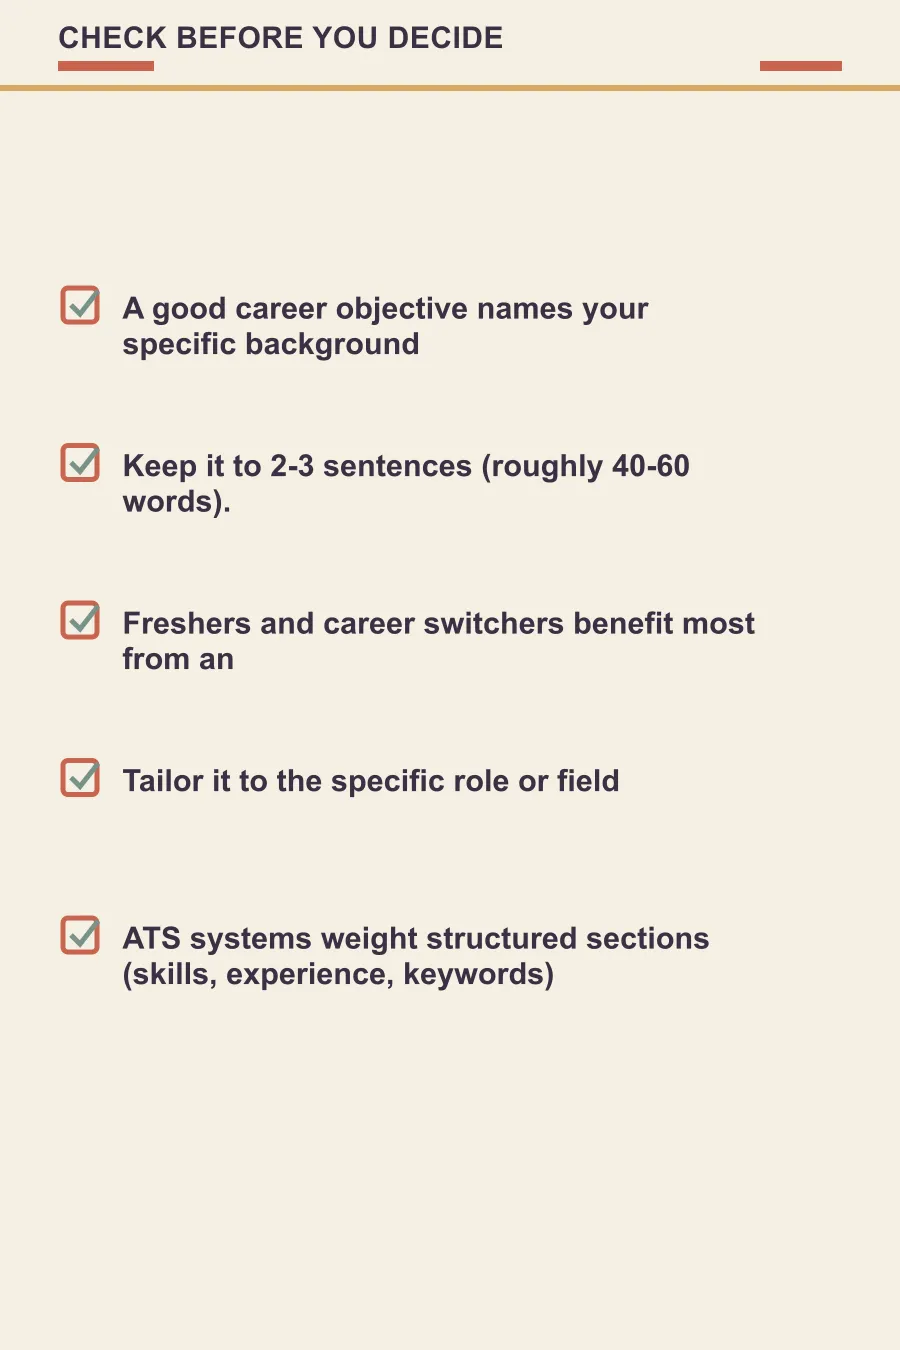 CHECK BEFORE YOU DECIDE
A good career objective names your
specific background
Keep it to 2-3 sentences (roughly 40-60
words).
Freshers and career switchers benefit most
from an
Tailor it to the specific role or field
ATS systems weight structured sections
(skills, experience, keywords)